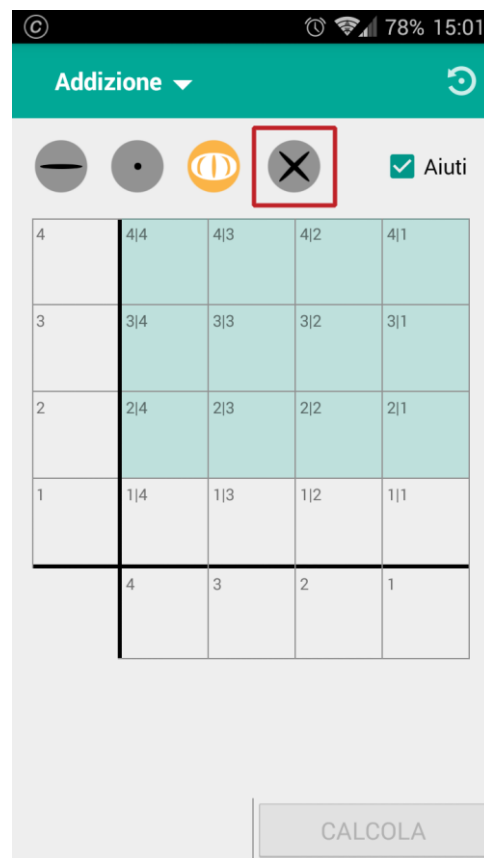 © 78% 15:01
Addizione
Aiuti
4 4|4 4|3 4|2 4|1
3 3|4 3|3 3|2 3|1
2 2|4 2|3 2|2 2|1
1 1|4 1|3 1|2 1|1
4 3 2 1
CALCOLA